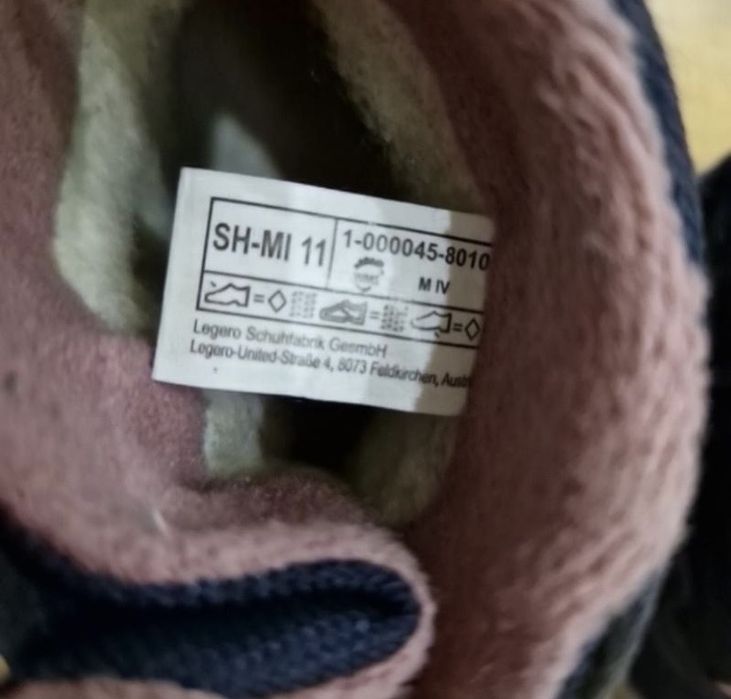 SH-MI 11
1-000045-8010
M IV
= =
=
Legero Schuhfabrik GesmbH
Legero-United-Straße 4, 8073 Feldkirchen,